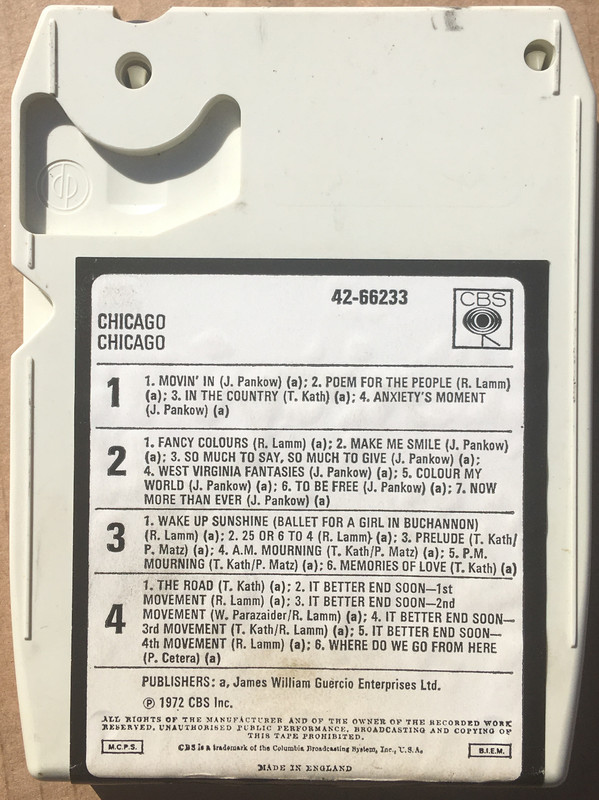 42-66233
CBS
CHICAGO
CHICAGO
1
1. MOVIN' IN (J. Pankow) (a); 2. POEM FOR THE PEOPLE (R. Lamm)
(a); 3. IN THE COUNTRY (T. Kath) (a); 4. ANXIETY'S MOMENT
(J. Pankow) (a)
2
1. FANCY COLOURS (R. Lamm) (a); 2. MAKE ME SMILE (J. Pankow)
(a); 3. SO MUCH TO SAY, SO MUCH TO GIVE (J. Pankow) (a);
4. WEST VIRGINIA FANTASIES (J. Pankow) (a); 5. COLOUR MY
WORLD (J. Pankow) (a); 6. TO BE FREE (J. Pankow) (a); 7. NOW
MORE THAN EVER (J. Pankow) (a)
3
1. WAKE UP SUNSHINE (BALLET FOR A GIRL IN BUCHANNON)
(R. Lamm) (a); 2. 25 OR 6 TO 4 (R. Lamm) (a); 3. PRELUDE (T. Kath/
P. Matz) (a); 4. A.M. MOURNING (T. Kath/P. Matz) (a); 5. P.M.
MOURNING (T. Kath/P. Matz) (a); 6. MEMORIES OF LOVE (T. Kath) (a)
4
1. THE ROAD (T. Kath) (a); 2. IT BETTER END SOON—1st
MOVEMENT (R. Lamm) (a); 3. IT BETTER END SOON—2nd
MOVEMENT (W. Parazaider/R. Lamm) (a); 4. IT BETTER END SOON—
3rd MOVEMENT (T. Kath/R. Lamm) (a); 5. IT BETTER END SOON—
4th MOVEMENT (R. Lamm) (a); 6. WHERE DO WE GO FROM HERE
(P. Cetera) (a)
PUBLISHERS: a, James William Guercio Enterprises Ltd.
Ⓟ 1972 CBS Inc.
ALL RIGHTS OF THE MANUFACTURER AND OF THE OWNER OF THE RECORDED WORK
RESERVED. UNAUTHORISED PUBLIC PERFORMANCE, BROADCASTING AND COPYING OF
THIS TAPE PROHIBITED.
M.C.P.S.
CBS is a trademark of the Columbia Broadcasting System, Inc., U.S.A.
B.I.E.M.
MADE IN ENGLAND